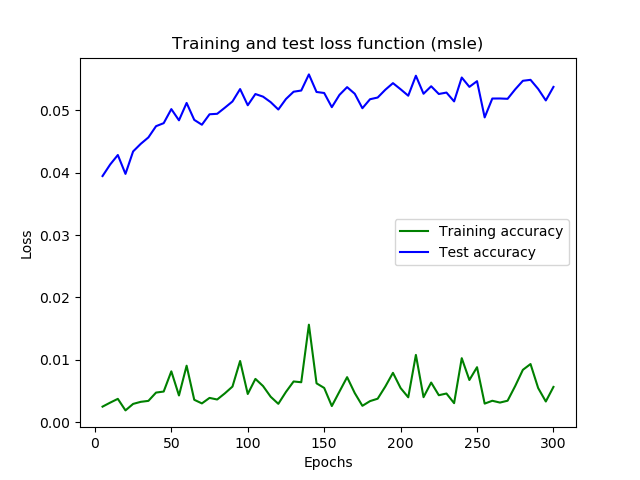 Training and test loss function (msle)
0.05
0.04
0.03
0.02
0.01
0.00
Loss
Training accuracy
Test accuracy
0 50 100 150 200 250 300
Epochs